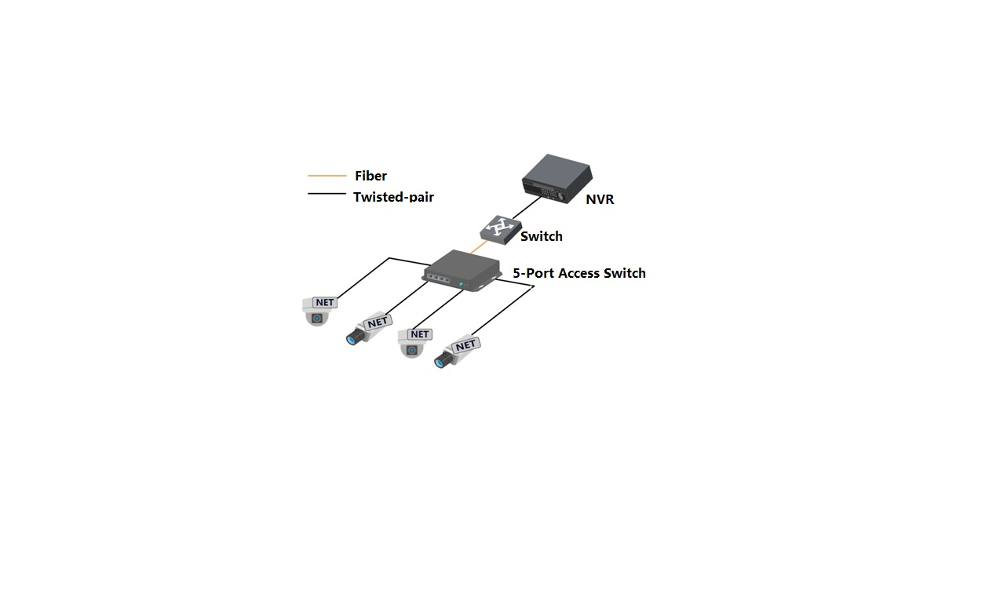 Fiber
Twisted-pair
NVR
Switch
5-Port Access Switch
NET
NET
NET
NET